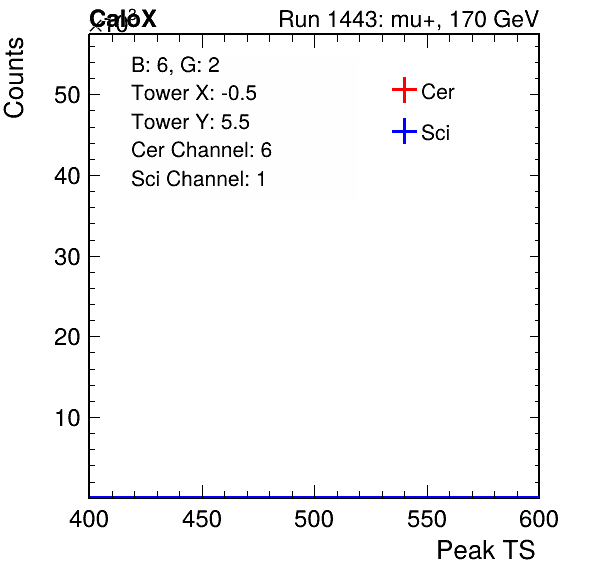 CaloX Run 1443: mu+, 170 GeV
×10³
Counts
B: 6, G: 2
Tower X: -0.5
Tower Y: 5.5
Cer Channel: 6
Sci Channel: 1
Cer
Sci
50
40
30
20
10
400 450 500 550 600
Peak TS